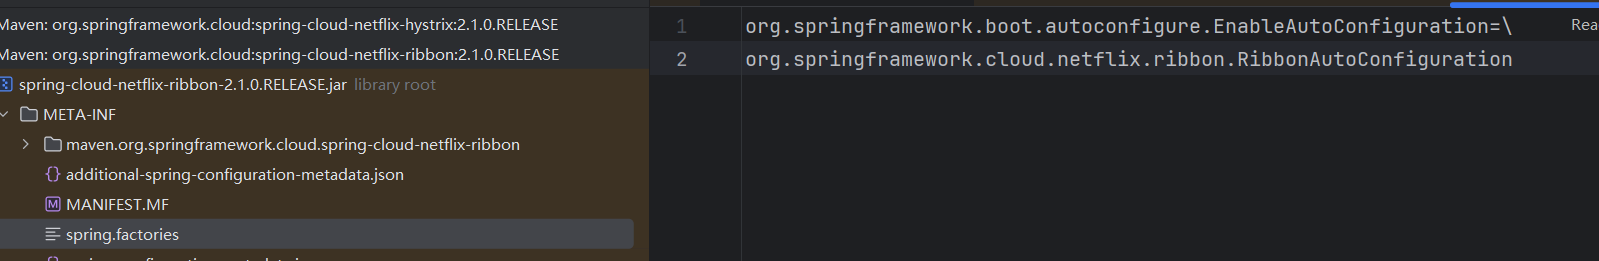 Maven: org.springframework.cloud:spring-cloud-netflix-hystrix:2.1.0.RELEASE
Maven: org.springframework.cloud:spring-cloud-netflix-ribbon:2.1.0.RELEASE
spring-cloud-netflix-ribbon-2.1.0.RELEASE.jar library root
META-INF
maven.org.springframework.cloud.spring-cloud-netflix-ribbon
additional-spring-configuration-metadata.json
MANIFEST.MF
spring.factories
1 org.springframework.boot.autoconfigure.EnableAutoConfiguration=\ Rea
2 org.springframework.cloud.netflix.ribbon.RibbonAutoConfiguration